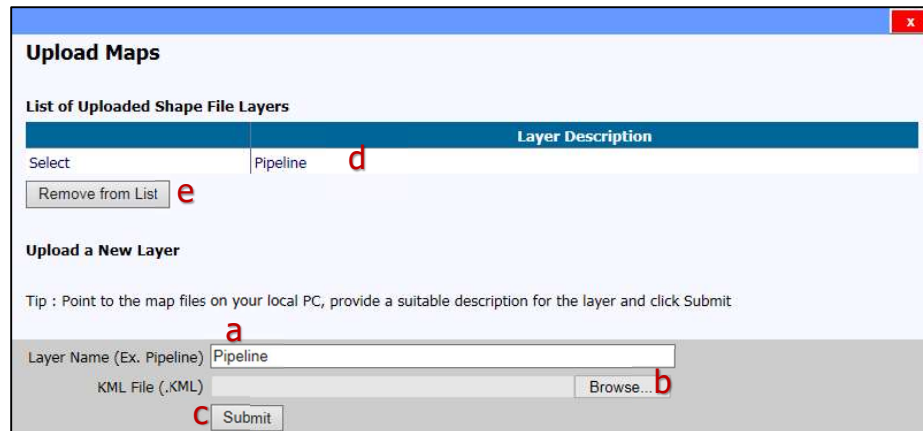 x
Upload Maps
List of Uploaded Shape File Layers
Layer Description
Select Pipeline d
Remove from List e
Upload a New Layer
Tip : Point to the map files on your local PC, provide a suitable description for the layer and click Submit
a
Layer Name (Ex. Pipeline) Pipeline
KML File (.KML) Browse... b
c Submit